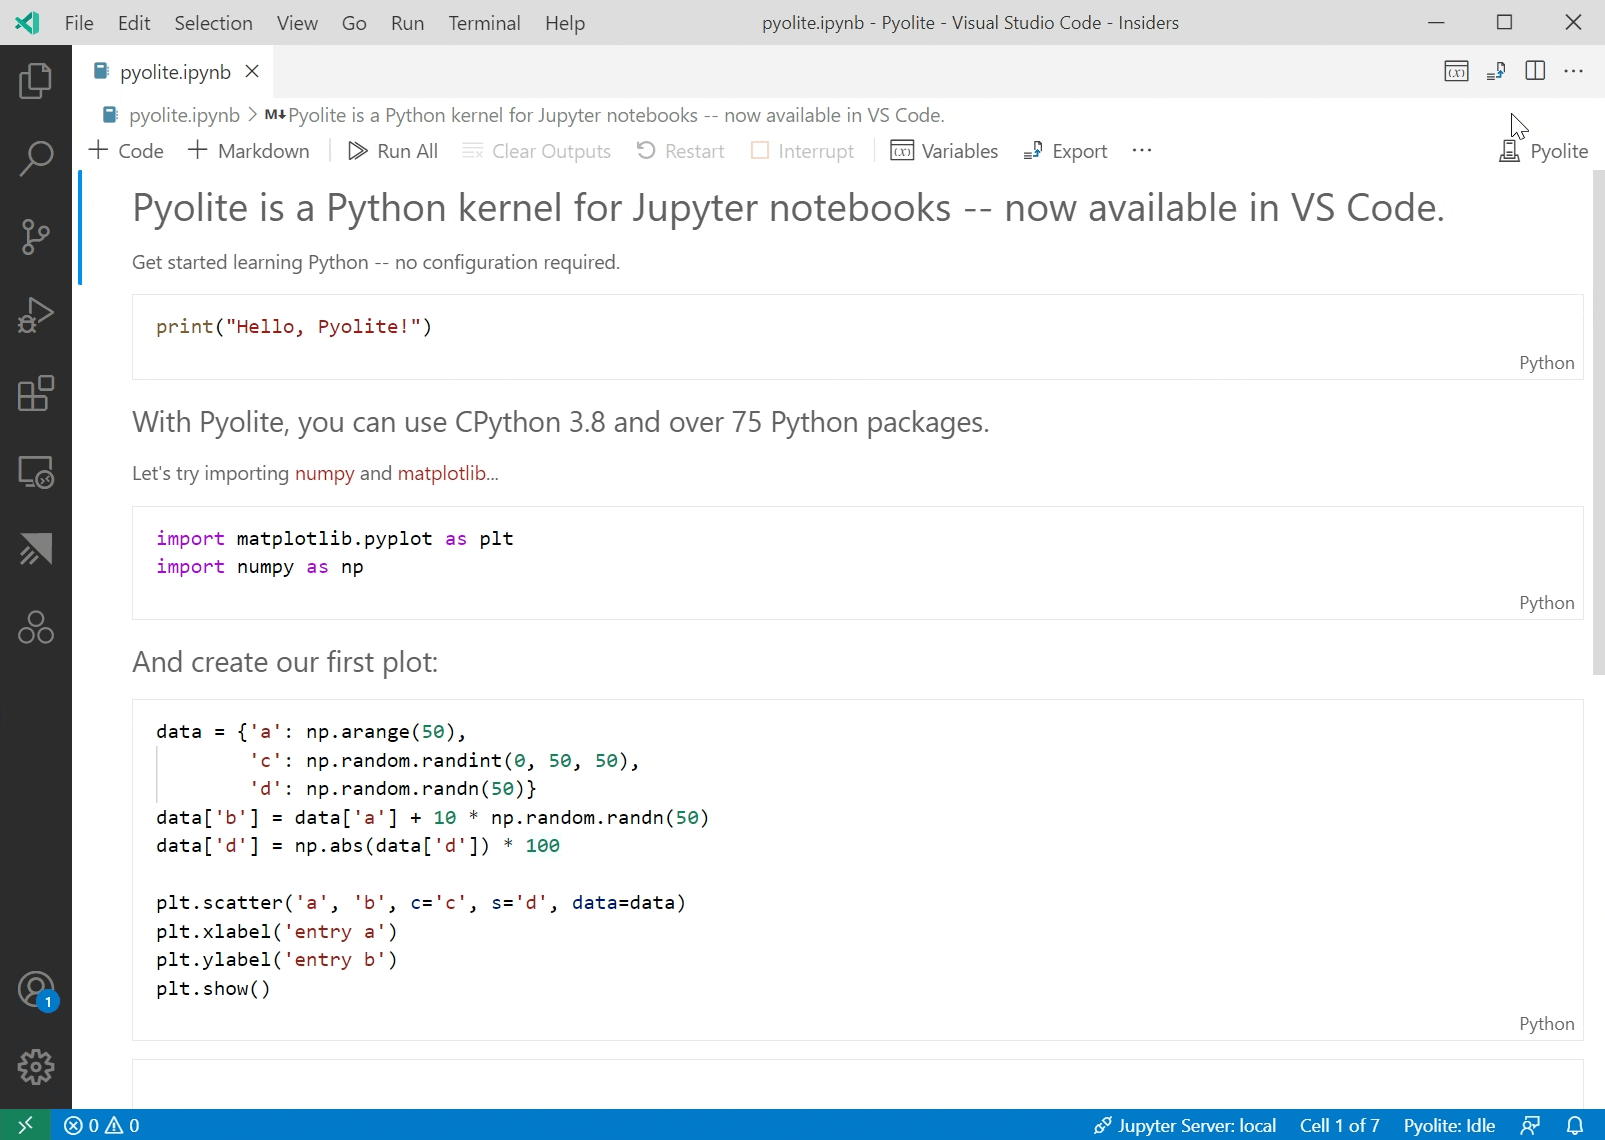 File Edit Selection View Go Run Terminal Help pyolite.ipynb - Pyolite - Visual Studio Code - Insiders
pyolite.ipynb
pyolite.ipynb > M↓ Pyolite is a Python kernel for Jupyter notebooks -- now available in VS Code.
+ Code + Markdown Run All Clear Outputs Restart Interrupt (x) Variables Export ··· Pyolite
Pyolite is a Python kernel for Jupyter notebooks -- now available in VS Code.
Get started learning Python -- no configuration required.
print("Hello, Pyolite!")
Python
With Pyolite, you can use CPython 3.8 and over 75 Python packages.
Let's try importing numpy and matplotlib...
import matplotlib.pyplot as plt
import numpy as np
Python
And create our first plot:
data = {'a': np.arange(50),
        'c': np.random.randint(0, 50, 50),
        'd': np.random.randn(50)}
data['b'] = data['a'] + 10 * np.random.randn(50)
data['d'] = np.abs(data['d']) * 100
plt.scatter('a', 'b', c='c', s='d', data=data)
plt.xlabel('entry a')
plt.ylabel('entry b')
plt.show()
Python
1
0 0 Jupyter Server: local Cell 1 of 7 Pyolite: Idle